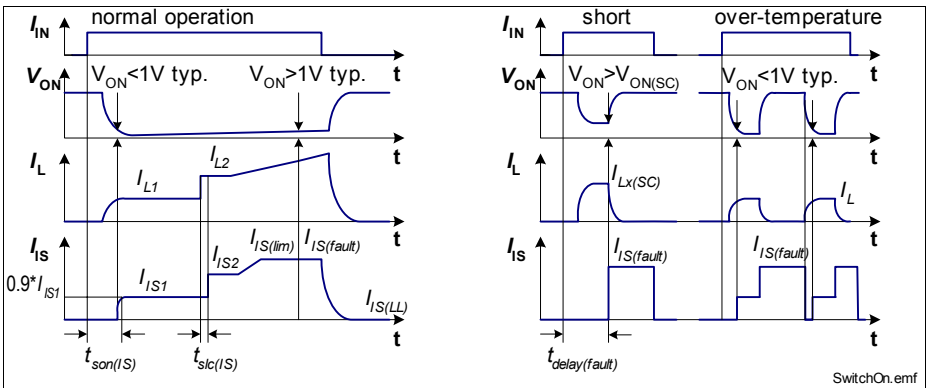 normal operation
short
over-temperature
I_IN
t
I_IN
t
V_ON
V_ON<1V typ.
V_ON>1V typ.
t
V_ON
V_ON>V_ON(SC)
V_ON<1V typ.
t
I_L
I_L1
I_L2
t
I_L
I_Lx(SC)
I_L
t
I_IS
0.9*I_IS1
I_IS1
I_IS2
I_IS(lim)
I_IS(fault)
I_IS(LL)
t
I_IS
I_IS(fault)
I_IS(fault)
t
t_son(IS)
t_slc(IS)
t_delay(fault)
SwitchOn.emf